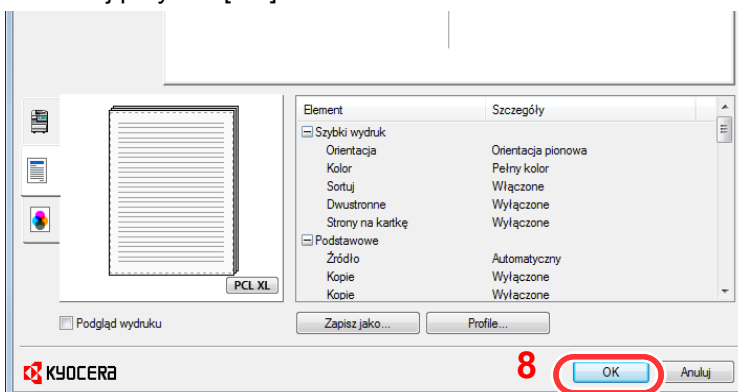 Element Szczegóły
Szybki wydruk
Orientacja Orientacja pionowa
Kolor Pełny kolor
Sortuj Włączone
Dwustronne Wyłączone
Strony na kartkę Wyłączone
Podstawowe
Źródło Automatyczny
Kopie Wyłączone
Kopie Wyłączone
PCL XL
Podgląd wydruku Zapisz jako... Profile...
KYOCERA 8 OK Anuluj